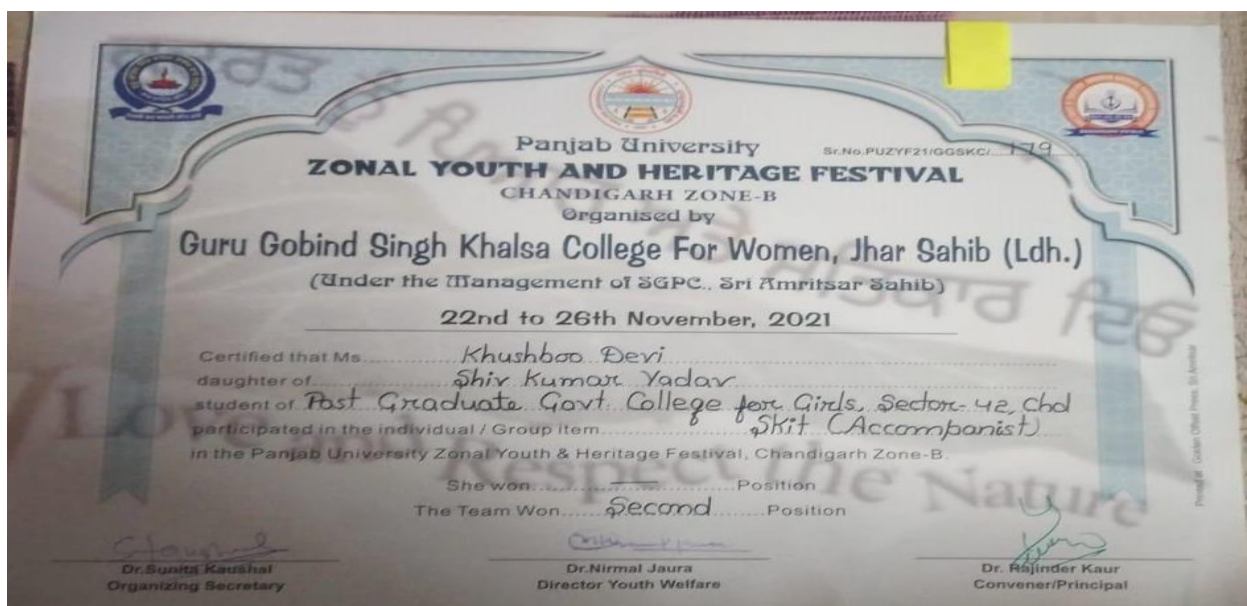 Panjab University
Sr.No.PUZYF21/GGSKC/...179
ZONAL YOUTH AND HERITAGE FESTIVAL
CHANDIGARH ZONE-B
Organised by
Guru Gobind Singh Khalsa College For Women, Jhar Sahib (Ldh.)
(Under the Management of SGPC., Sri Amritsar Sahib)
22nd to 26th November, 2021
Certified that Ms. Khushboo Devi
daughter of Shiv Kumar Yadav
student of Post Graduate Govt College for Girls, Sector-42, Chd
participated in the individual / Group item Skit (Accompanist)
in the Panjab University Zonal Youth & Heritage Festival, Chandigarh Zone-B.
She won — Position
The Team Won Second Position
Love and Respect the Nature
Dr.Sunita Kaushal
Organizing Secretary
Dr.Nirmal Jaura
Director Youth Welfare
Dr. Rajinder Kaur
Convener/Principal